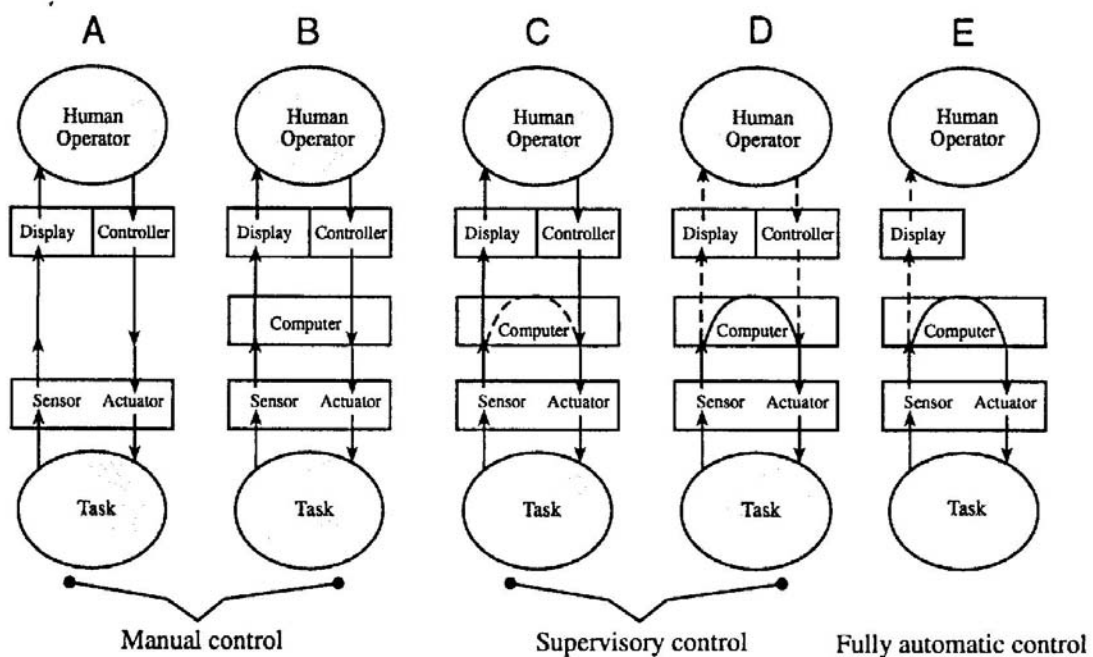 A B C D E
Human Human Human Human Human
Operator Operator Operator Operator Operator
Display Controller Display Controller Display Controller Display Controller Display
Computer Computer Computer Computer
Sensor Actuator Sensor Actuator Sensor Actuator Sensor Actuator Sensor Actuator
Task Task Task Task Task
Manual control Supervisory control Fully automatic control